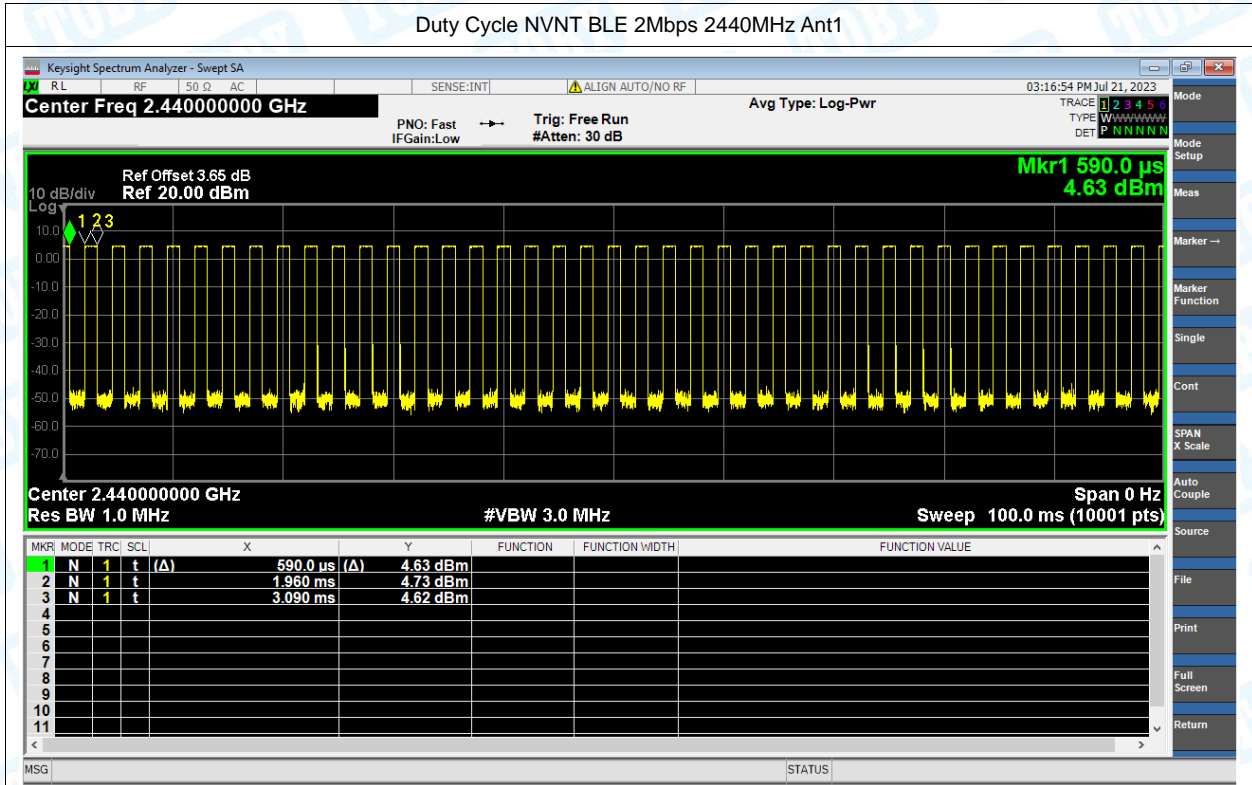 Duty Cycle NVNT BLE 2Mbps 2440MHz Ant1
Keysight Spectrum Analyzer - Swept SA
LXI RL RF 50 Ω AC SENSE:INT ALIGN AUTO/NO RF 03:16:54 PM Jul 21, 2023
Center Freq 2.440000000 GHz
PNO: Fast
IFGain:Low
Trig: Free Run
#Atten: 30 dB
Avg Type: Log-Pwr
TRACE 1 2 3 4 5 6
TYPE WWWWWWW
DET P N N N N N
Mkr1 590.0 µs
4.63 dBm
Ref Offset 3.65 dB
10 dB/div Ref 20.00 dBm
Log
1 2 3
10.0
0.00
-10.0
-20.0
-30.0
-40.0
-50.0
-60.0
-70.0
Center 2.440000000 GHz Span 0 Hz
Res BW 1.0 MHz #VBW 3.0 MHz Sweep 100.0 ms (10001 pts)
MKR MODE TRC SCL X Y FUNCTION FUNCTION WIDTH FUNCTION VALUE
1 N 1 t (Δ) 590.0 µs (Δ) 4.63 dBm
2 N 1 t 1.960 ms 4.73 dBm
3 N 1 t 3.090 ms 4.62 dBm
4
5
6
7
8
9
10
11
MSG STATUS
Mode
Mode Setup
Meas
Marker →
Marker Function
Single
Cont
SPAN X Scale
Auto Couple
Source
File
Print
Full Screen
Return